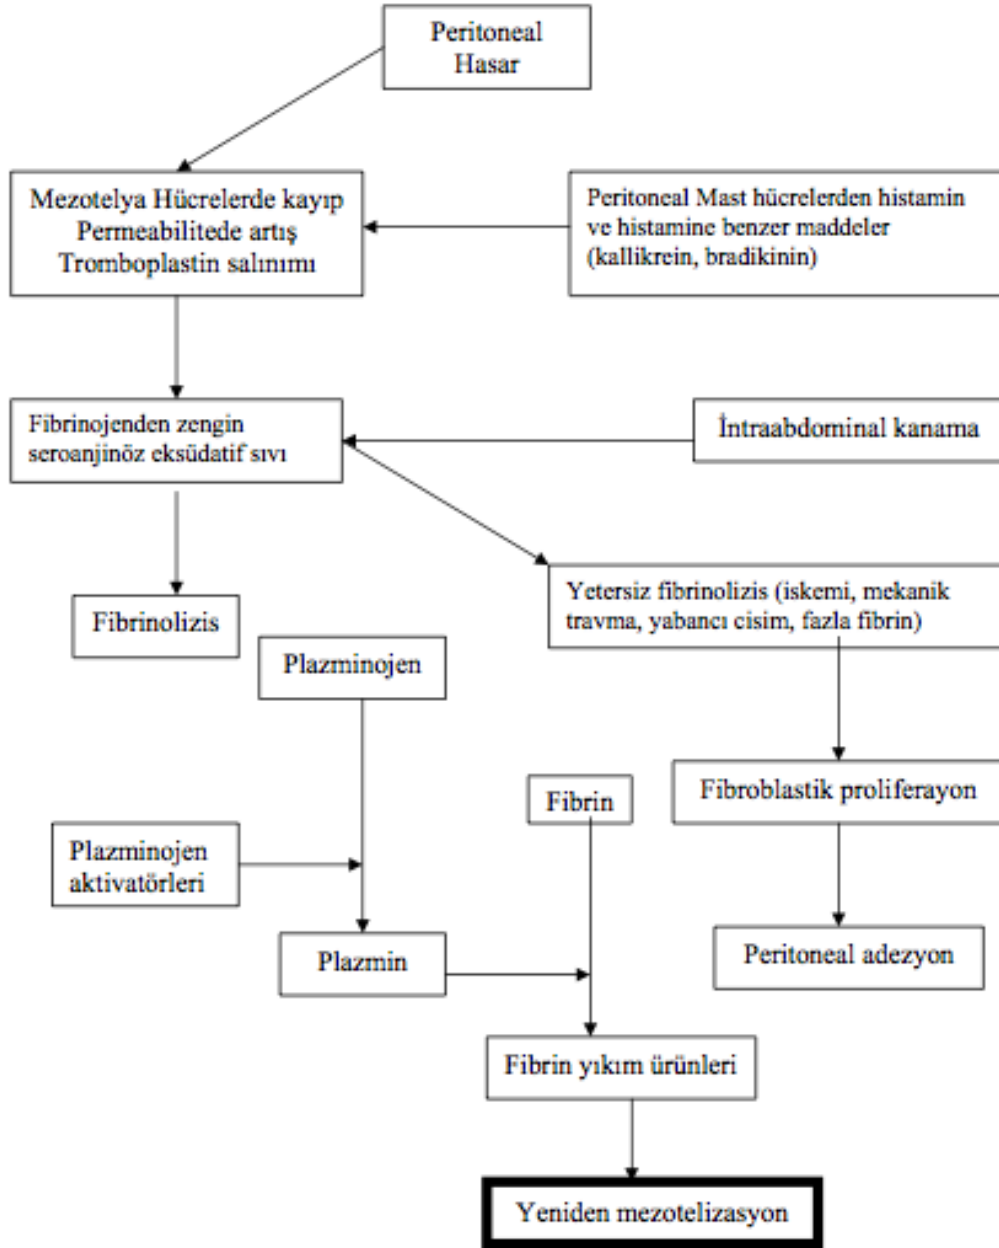 Peritoneal
Hasar
Mezotelya Hücrelerde kayıp
Permeabilitede artış
Tromboplastin salınımı
Peritoneal Mast hücrelerden histamin
ve histamine benzer maddeler
(kallikrein, bradikinin)
Fibrinojenden zengin
seroanjinöz eksüdatif sıvı
İntraabdominal kanama
Yetersiz fibrinolizis (iskemi, mekanik
travma, yabancı cisim, fazla fibrin)
Fibrinolizis
Plazminojen
Fibrin
Fibroblastik proliferayon
Plazminojen
aktivatörleri
Plazmin
Peritoneal adezyon
Fibrin yıkım ürünleri
Yeniden mezotelizasyon